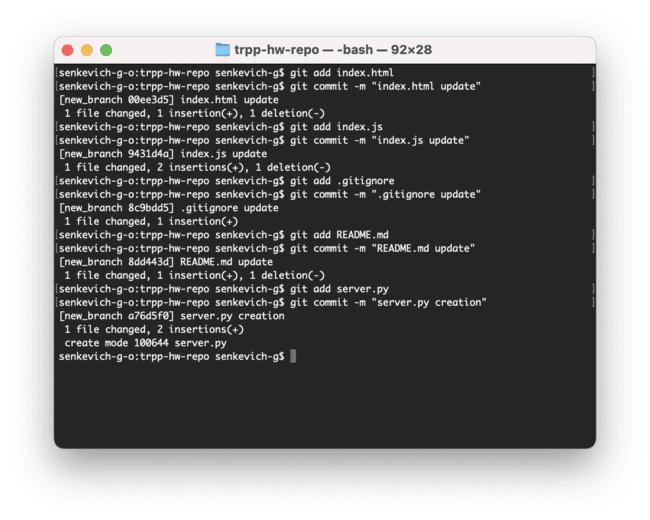 trpp-hw-repo — -bash — 92×28
[senkevich-g-o:trpp-hw-repo senkevich-g$ git add index.html ]
[senkevich-g-o:trpp-hw-repo senkevich-g$ git commit -m "index.html update" ]
[new_branch 00ee3d5] index.html update
1 file changed, 1 insertion(+), 1 deletion(-)
[senkevich-g-o:trpp-hw-repo senkevich-g$ git add index.js ]
[senkevich-g-o:trpp-hw-repo senkevich-g$ git commit -m "index.js update" ]
[new_branch 9431d4a] index.js update
1 file changed, 2 insertions(+), 1 deletion(-)
[senkevich-g-o:trpp-hw-repo senkevich-g$ git add .gitignore ]
[senkevich-g-o:trpp-hw-repo senkevich-g$ git commit -m ".gitignore update" ]
[new_branch 8c9bdd5] .gitignore update
1 file changed, 1 insertion(+)
[senkevich-g-o:trpp-hw-repo senkevich-g$ git add README.md ]
[senkevich-g-o:trpp-hw-repo senkevich-g$ git commit -m "README.md update" ]
[new_branch 8dd443d] README.md update
1 file changed, 1 insertion(+), 1 deletion(-)
[senkevich-g-o:trpp-hw-repo senkevich-g$ git add server.py ]
[senkevich-g-o:trpp-hw-repo senkevich-g$ git commit -m "server.py creation" ]
[new_branch a76d5f0] server.py creation
1 file changed, 2 insertions(+)
create mode 100644 server.py
senkevich-g-o:trpp-hw-repo senkevich-g$